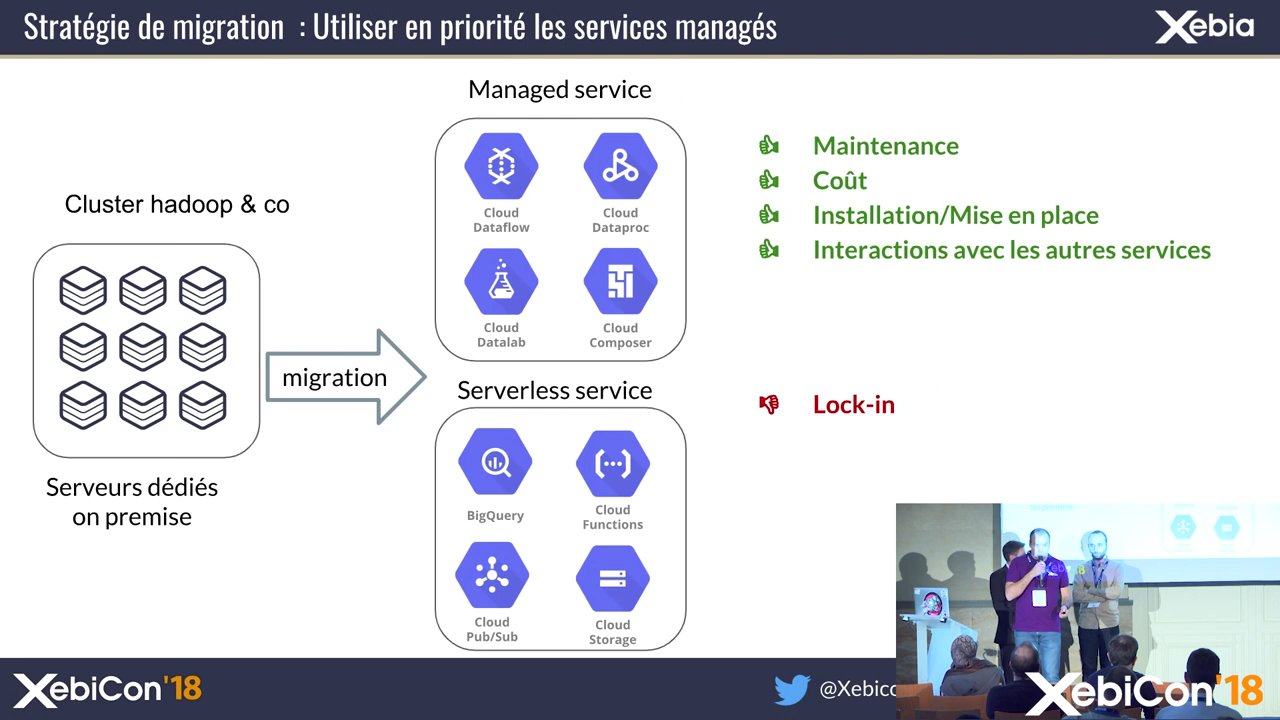 Stratégie de migration : Utiliser en priorité les services managés
Xebia
Managed service
Cluster hadoop & co
Cloud
Dataflow
Cloud
Dataproc
Cloud
Datalab
Cloud
Composer
Maintenance
Coût
Installation/Mise en place
Interactions avec les autres services
migration
Serveurs dédiés
on premise
Serverless service
BigQuery
Cloud
Functions
Cloud
Pub/Sub
Cloud
Storage
Lock-in
XebiCon'18
@Xebicc
XebiCon'18